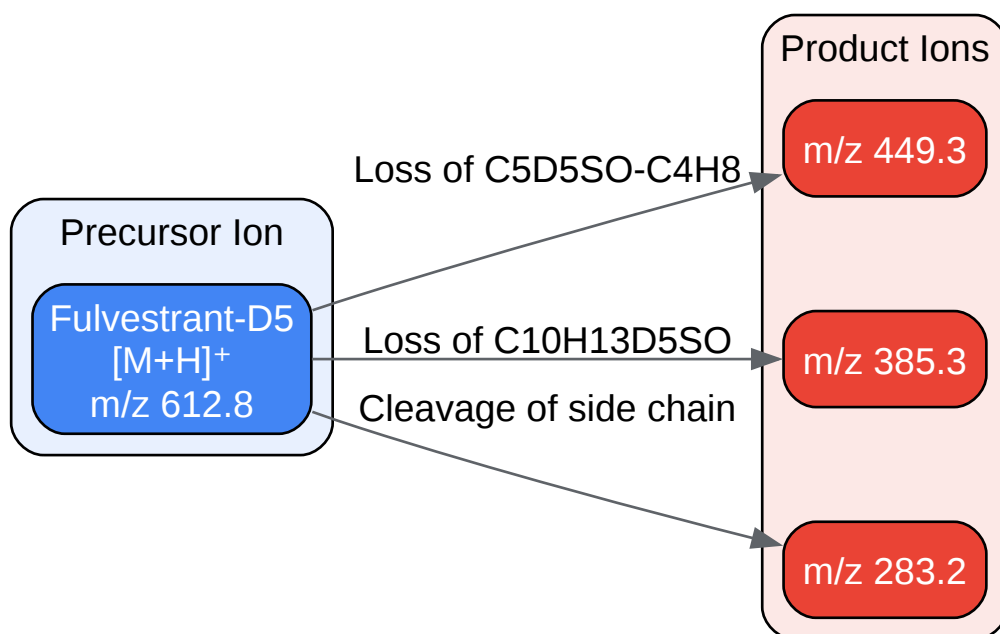 Product Ions
m/z 449.3
Loss of C5D5SO-C4H8
Precursor Ion
Fulvestrant-D5
[M+H]⁺
m/z 612.8
Loss of C10H13D5SO
m/z 385.3
Cleavage of side chain
m/z 283.2